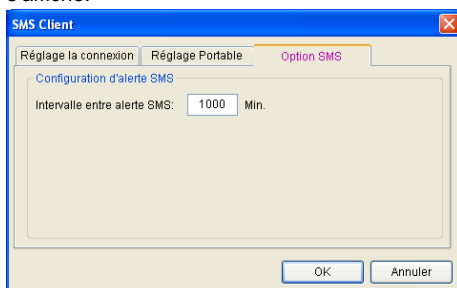 SMS Client
Réglage la connexion Réglage Portable Option SMS
Configuration d'alerte SMS
Intervalle entre alerte SMS: 1000 Min.
OK Annuler